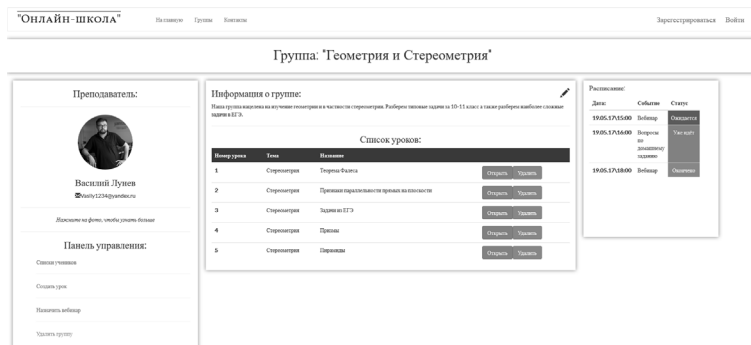 "Онлайн-школа" На главную Группы Контакты Зарегестрироваться Войти
Группа: "Геометрия и Стереометрия"
Преподаватель:
Василий Лунев
Vasily1234@yandex.ru
Нажмите на фото, чтобы узнать больше
Панель управления:
Списки учеников
Создать урок
Назначить вебинар
Удалить группу
Информация о группе:
Наша группа нацелена на изучение геометрии и в частности стереометрии. Разберем типовые задачи за 10-11 класс а также разберем наиболее сложные
задачи в ЕГЭ.
Список уроков:
Номер урока Тема Название
1 Стереометрия Теорема Фалеса Открыть Удалить
2 Стереометрия Признаки параллельности прямых на плоскости Открыть Удалить
3 Стереометрия Задачи из ЕГЭ Открыть Удалить
4 Стереометрия Призмы Открыть Удалить
5 Стереометрия Пирамиды Открыть Удалить
Расписание:
Дата: Событие Статус
19.05.17\15:00 Вебинар Ожидается
19.05.17\16:00 Вопросы Уже идёт
по
домашнему
заданию
19.05.17\18:00 Вебинар Окончено